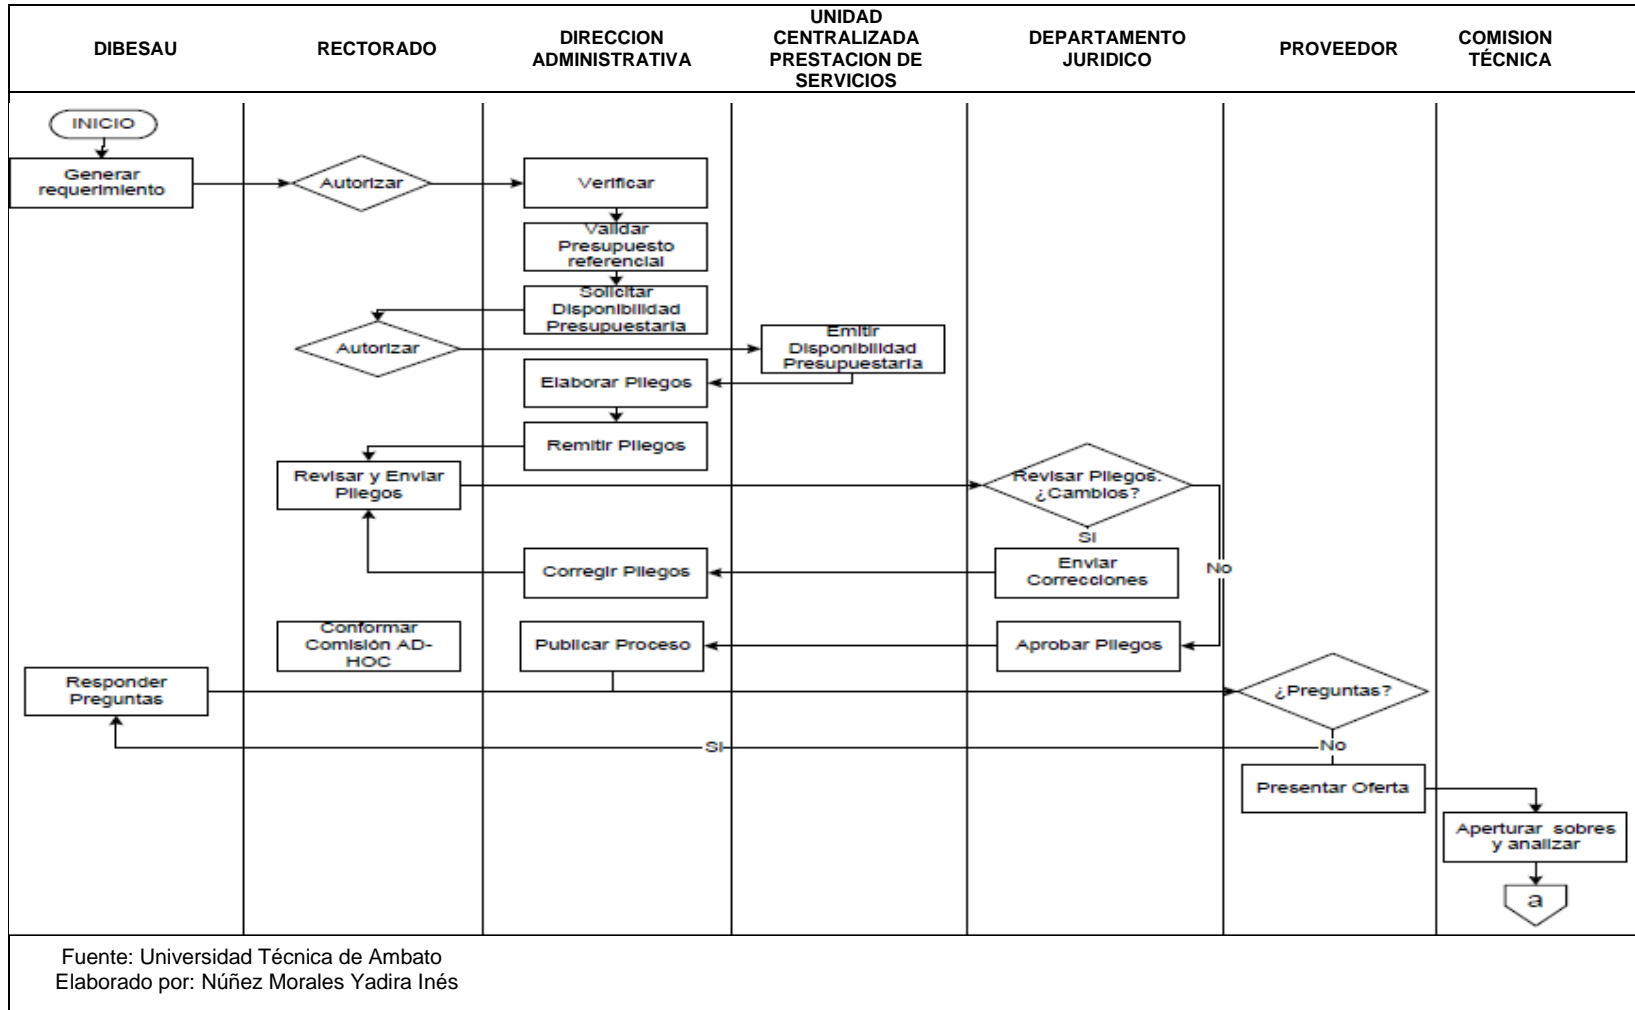 DIBESAU
RECTORADO
DIRECCION
ADMINISTRATIVA
UNIDAD
CENTRALIZADA
PRESTACION DE
SERVICIOS
DEPARTAMENTO
JURIDICO
PROVEEDOR
COMISION
TÉCNICA
INICIO
Generar
requerimiento
Autorizar
Verificar
Validar
Presupuesto
referencial
Solicitar
Disponibilidad
Presupuestaria
Autorizar
Emitir
Disponibilidad
Presupuestaria
Elaborar Pliegos
Remitir Pliegos
Revisar y Enviar
Pliegos
Revisar Pliegos.
¿Cambios?
SI
No
Enviar
Correcciones
Corregir Pliegos
Conformar
Comisión AD-
HOC
Publicar Proceso
Aprobar Pliegos
Responder
Preguntas
¿Preguntas?
SI
No
Presentar Oferta
Aperturar sobres
y analizar
a
Fuente: Universidad Técnica de Ambato
Elaborado por: Núñez Morales Yadira Inés